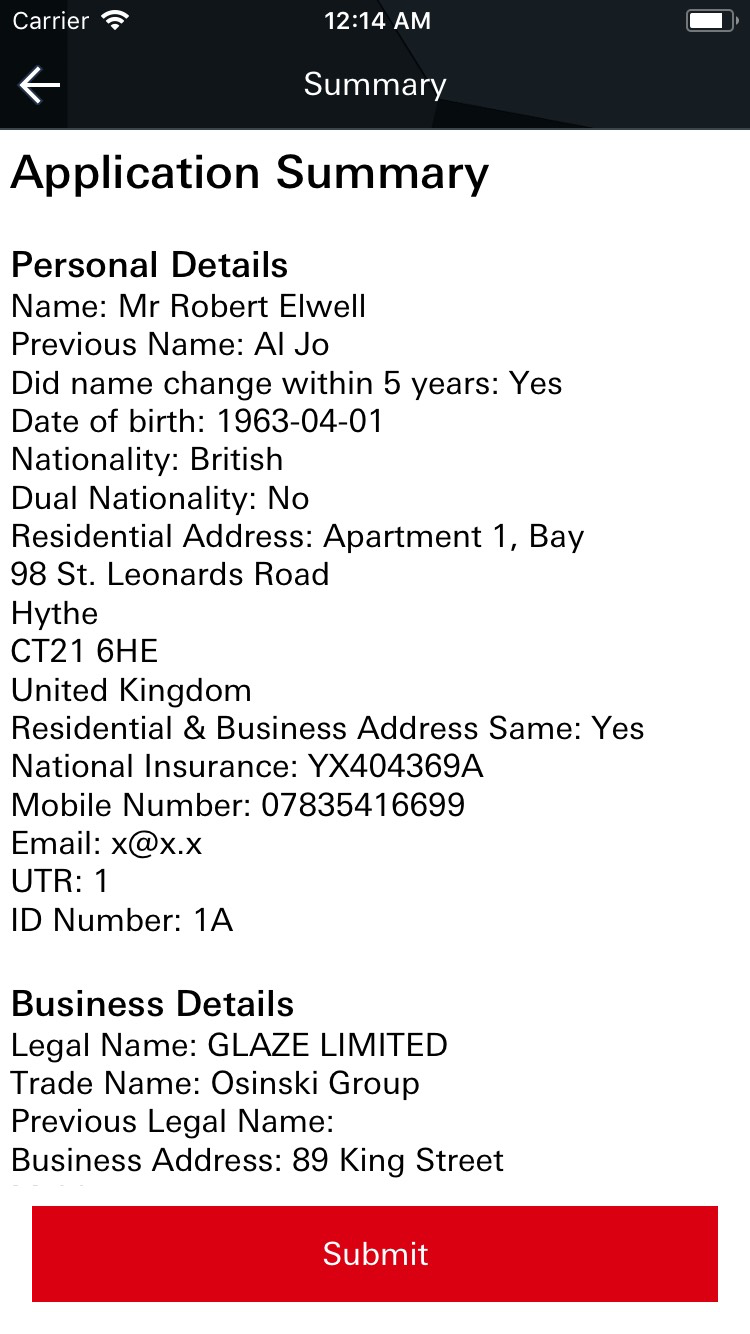 Carrier 12:14 AM
Summary
Application Summary
Personal Details
Name: Mr Robert Elwell
Previous Name: Al Jo
Did name change within 5 years: Yes
Date of birth: 1963-04-01
Nationality: British
Dual Nationality: No
Residential Address: Apartment 1, Bay
98 St. Leonards Road
Hythe
CT21 6HE
United Kingdom
Residential & Business Address Same: Yes
National Insurance: YX404369A
Mobile Number: 07835416699
Email: x@x.x
UTR: 1
ID Number: 1A
Business Details
Legal Name: GLAZE LIMITED
Trade Name: Osinski Group
Previous Legal Name:
Business Address: 89 King Street
Submit